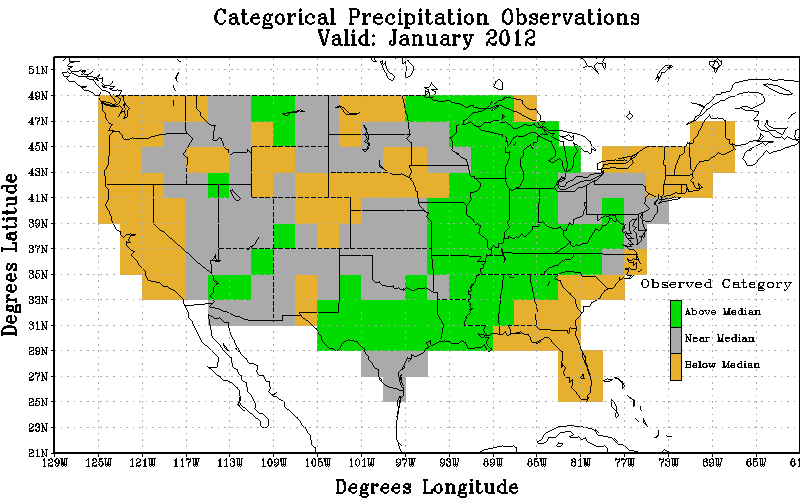 Categorical Precipitation Observations
Valid: January 2012
51N
49N
47N
45N
43N
41N
39N
37N
35N
33N
31N
29N
27N
25N
23N
21N
Degrees Latitude
Observed Category
Above Median
Near Median
Below Median
129W 125W 121W 117W 113W 109W 105W 97W 93W 89W 85W 81W 77W 73W 69W 65W 61
Degrees Longitude